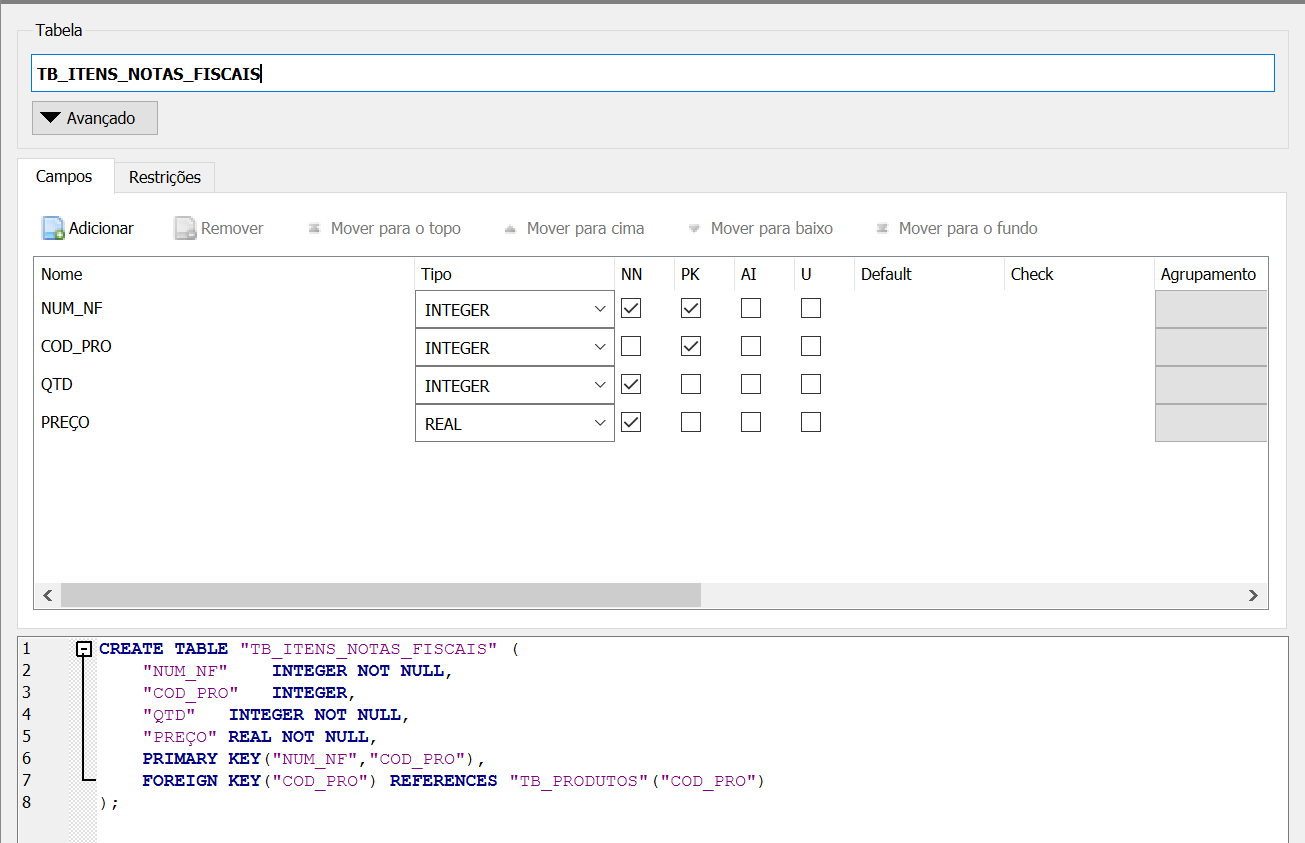 Tabela
TB_ITENS_NOTAS_FISCAIS
Avançado
Campos Restrições
Adicionar Remover Mover para o topo Mover para cima Mover para baixo Mover para o fundo
Nome Tipo NN PK AI U Default Check Agrupamento
NUM_NF INTEGER
COD_PRO INTEGER
QTD INTEGER
PREÇO REAL
1 CREATE TABLE "TB_ITENS_NOTAS_FISCAIS" (
2 "NUM_NF" INTEGER NOT NULL,
3 "COD_PRO" INTEGER,
4 "QTD" INTEGER NOT NULL,
5 "PREÇO" REAL NOT NULL,
6 PRIMARY KEY("NUM_NF","COD_PRO"),
7 FOREIGN KEY("COD_PRO") REFERENCES "TB_PRODUTOS"("COD_PRO")
8 );